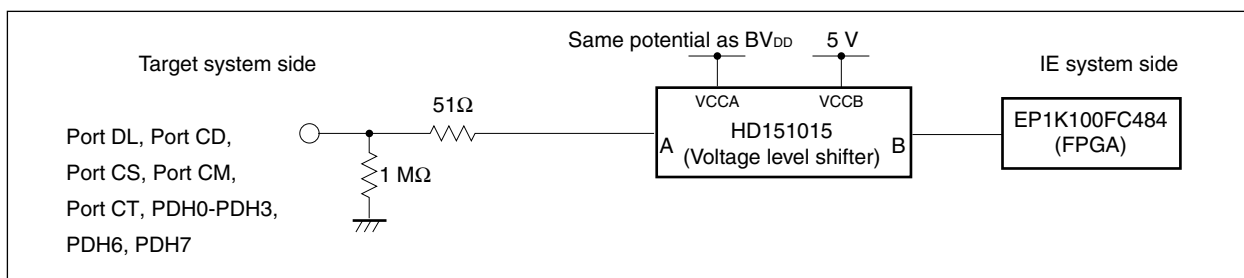 Same potential as BVDD
5 V
Target system side
IE system side
51Ω
VCCA
VCCB
Port DL, Port CD,
Port CS, Port CM,
Port CT, PDH0-PDH3,
PDH6, PDH7
1 MΩ
A
HD151015
(Voltage level shifter)
B
EP1K100FC484
(FPGA)